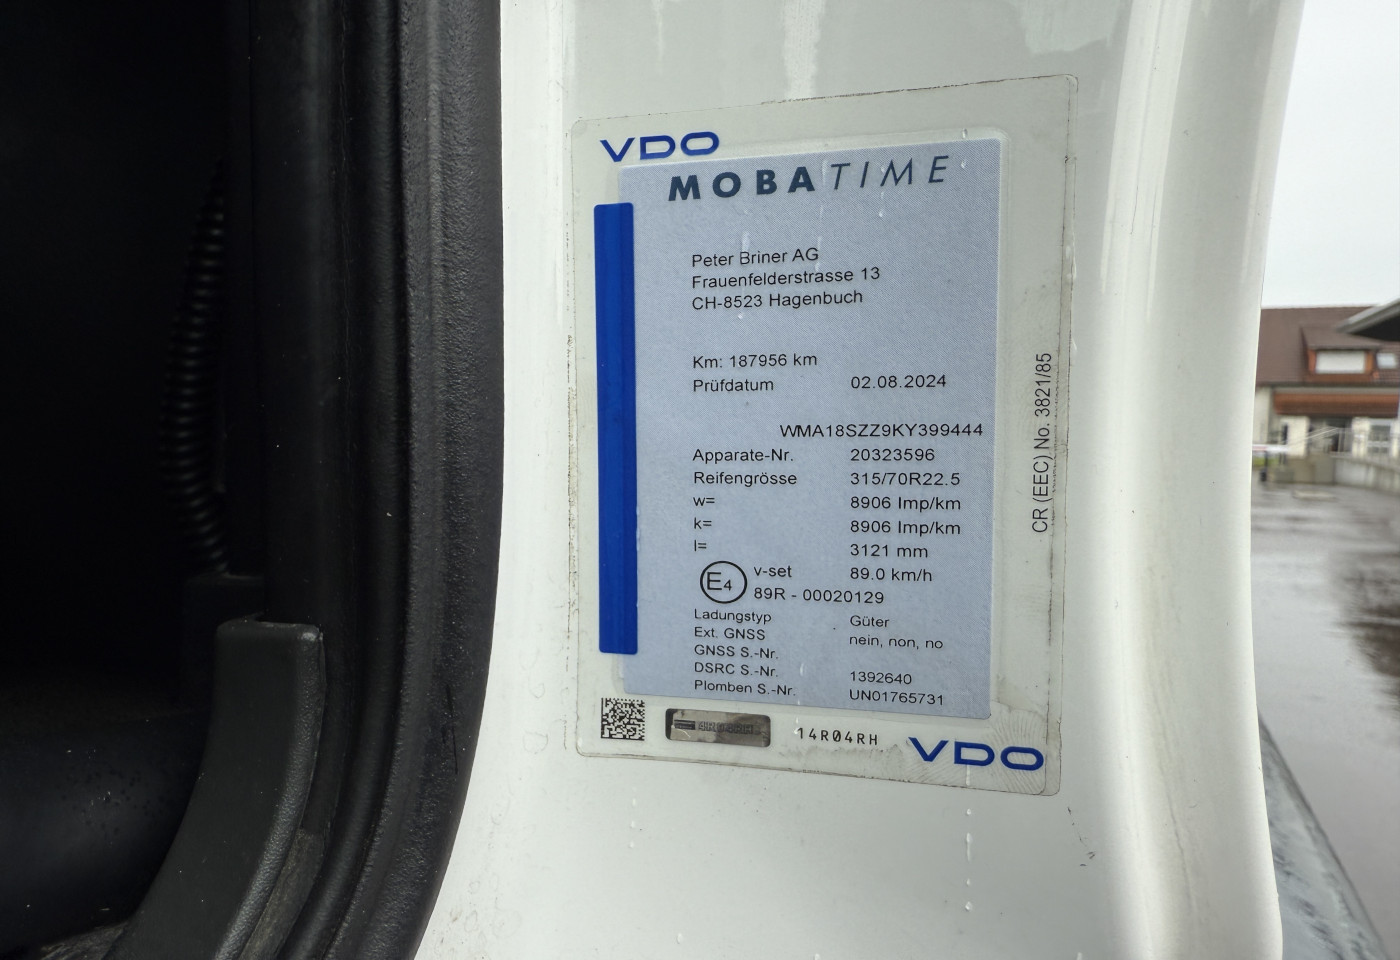 VDO
MOBATIME
Peter Briner AG
Frauenfelderstrasse 13
CH-8523 Hagenbuch
Km: 187956 km
Prüfdatum 02.08.2024
WMA18SZZ9KY399444
Apparate-Nr. 20323596
Reifengrösse 315/70R22.5
w= 8906 Imp/km
k= 8906 Imp/km
l= 3121 mm
E4 v-set 89.0 km/h
89R - 00020129
Ladungstyp Güter
Ext. GNSS nein, non, no
GNSS S.-Nr.
DSRC S.-Nr. 1392640
Plomben S.-Nr. UN01765731
14R04RH
VDO
CR (EEC) No. 3821/85